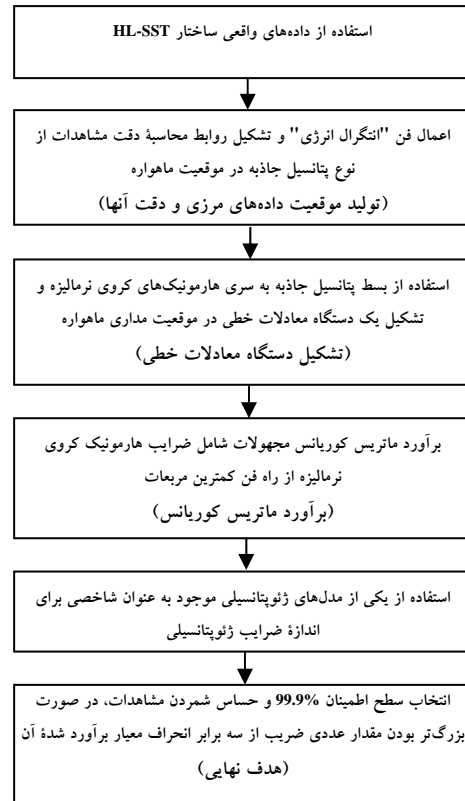 استفاده از داده‌های واقعی ساختار HL-SST
اعمال فن "انتگرال انرژی" و تشکیل روابط محاسبهٔ دقت مشاهدات از
نوع پتانسیل جاذبه در موقعیت ماهواره
(تولید موقعیت داده‌های مرزی و دقت آنها)
استفاده از بسط پتانسیل جاذبه به سری هارمونیک‌های کروی نرمالیزه و
تشکیل یک دستگاه معادلات خطی در موقعیت مداری ماهواره
(تشکیل دستگاه معادلات خطی)
برآورد ماتریس کوریانس مجهولات شامل ضرایب هارمونیک کروی
نرمالیزه از راه فن کمترین مربعات
(برآورد ماتریس کوریانس)
استفاده از یکی از مدل‌های ژئوپتانسیلی موجود به عنوان شاخصی برای
اندازهٔ ضرایب ژئوپتانسیلی
انتخاب سطح اطمینان 99.9% و حساس شمردن مشاهدات، در صورت
بزرگ‌تر بودن مقدار عددی ضریب از سه برابر انحراف معیار برآورد شدهٔ آن
(هدف نهایی)